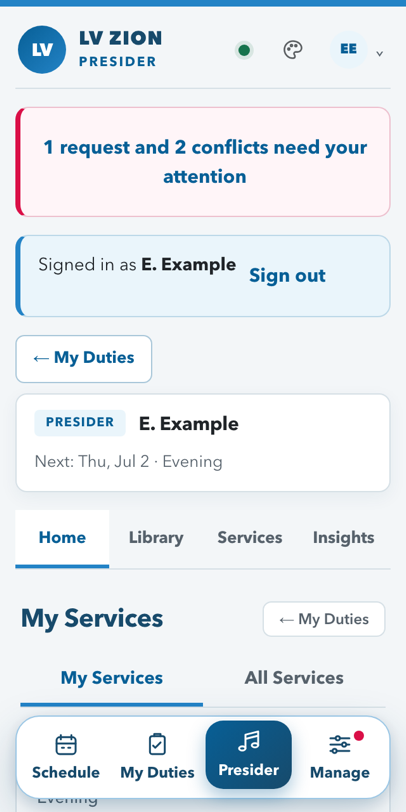 LV
LV ZION
PRESIDER
EE
1 request and 2 conflicts need your
attention
Signed in as E. Example
Sign out
← My Duties
PRESIDER
E. Example
Next: Thu, Jul 2 · Evening
Home
Library
Services
Insights
My Services
← My Duties
My Services
All Services
Schedule
My Duties
Presider
Manage
Evening